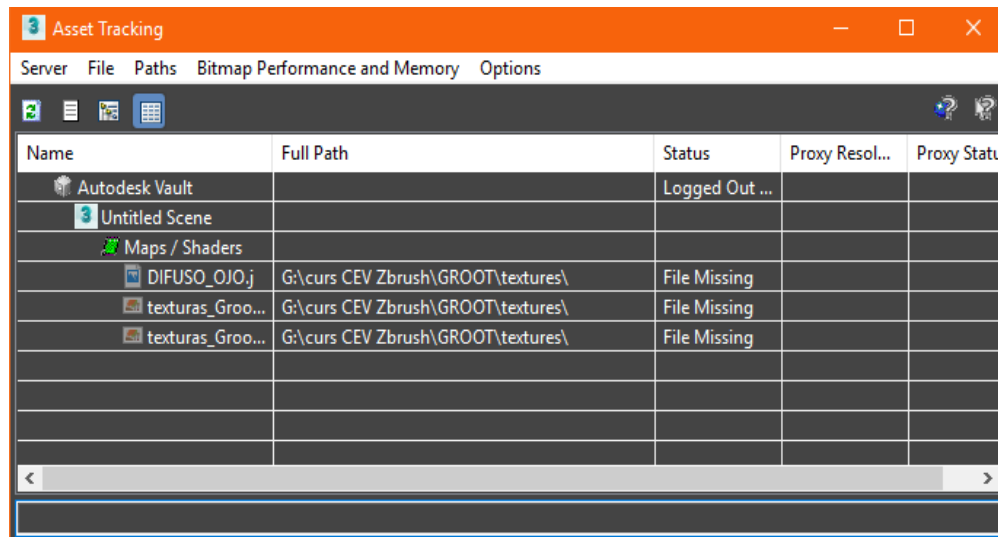 Asset Tracking
Server File Paths Bitmap Performance and Memory Options
Name Full Path Status Proxy Resol... Proxy Statu
Autodesk Vault Logged Out ...
Untitled Scene
Maps / Shaders
DIFUSO_OJO.j G:\curs CEV Zbrush\GROOT\textures\ File Missing
texturas_Groo... G:\curs CEV Zbrush\GROOT\textures\ File Missing
texturas_Groo... G:\curs CEV Zbrush\GROOT\textures\ File Missing